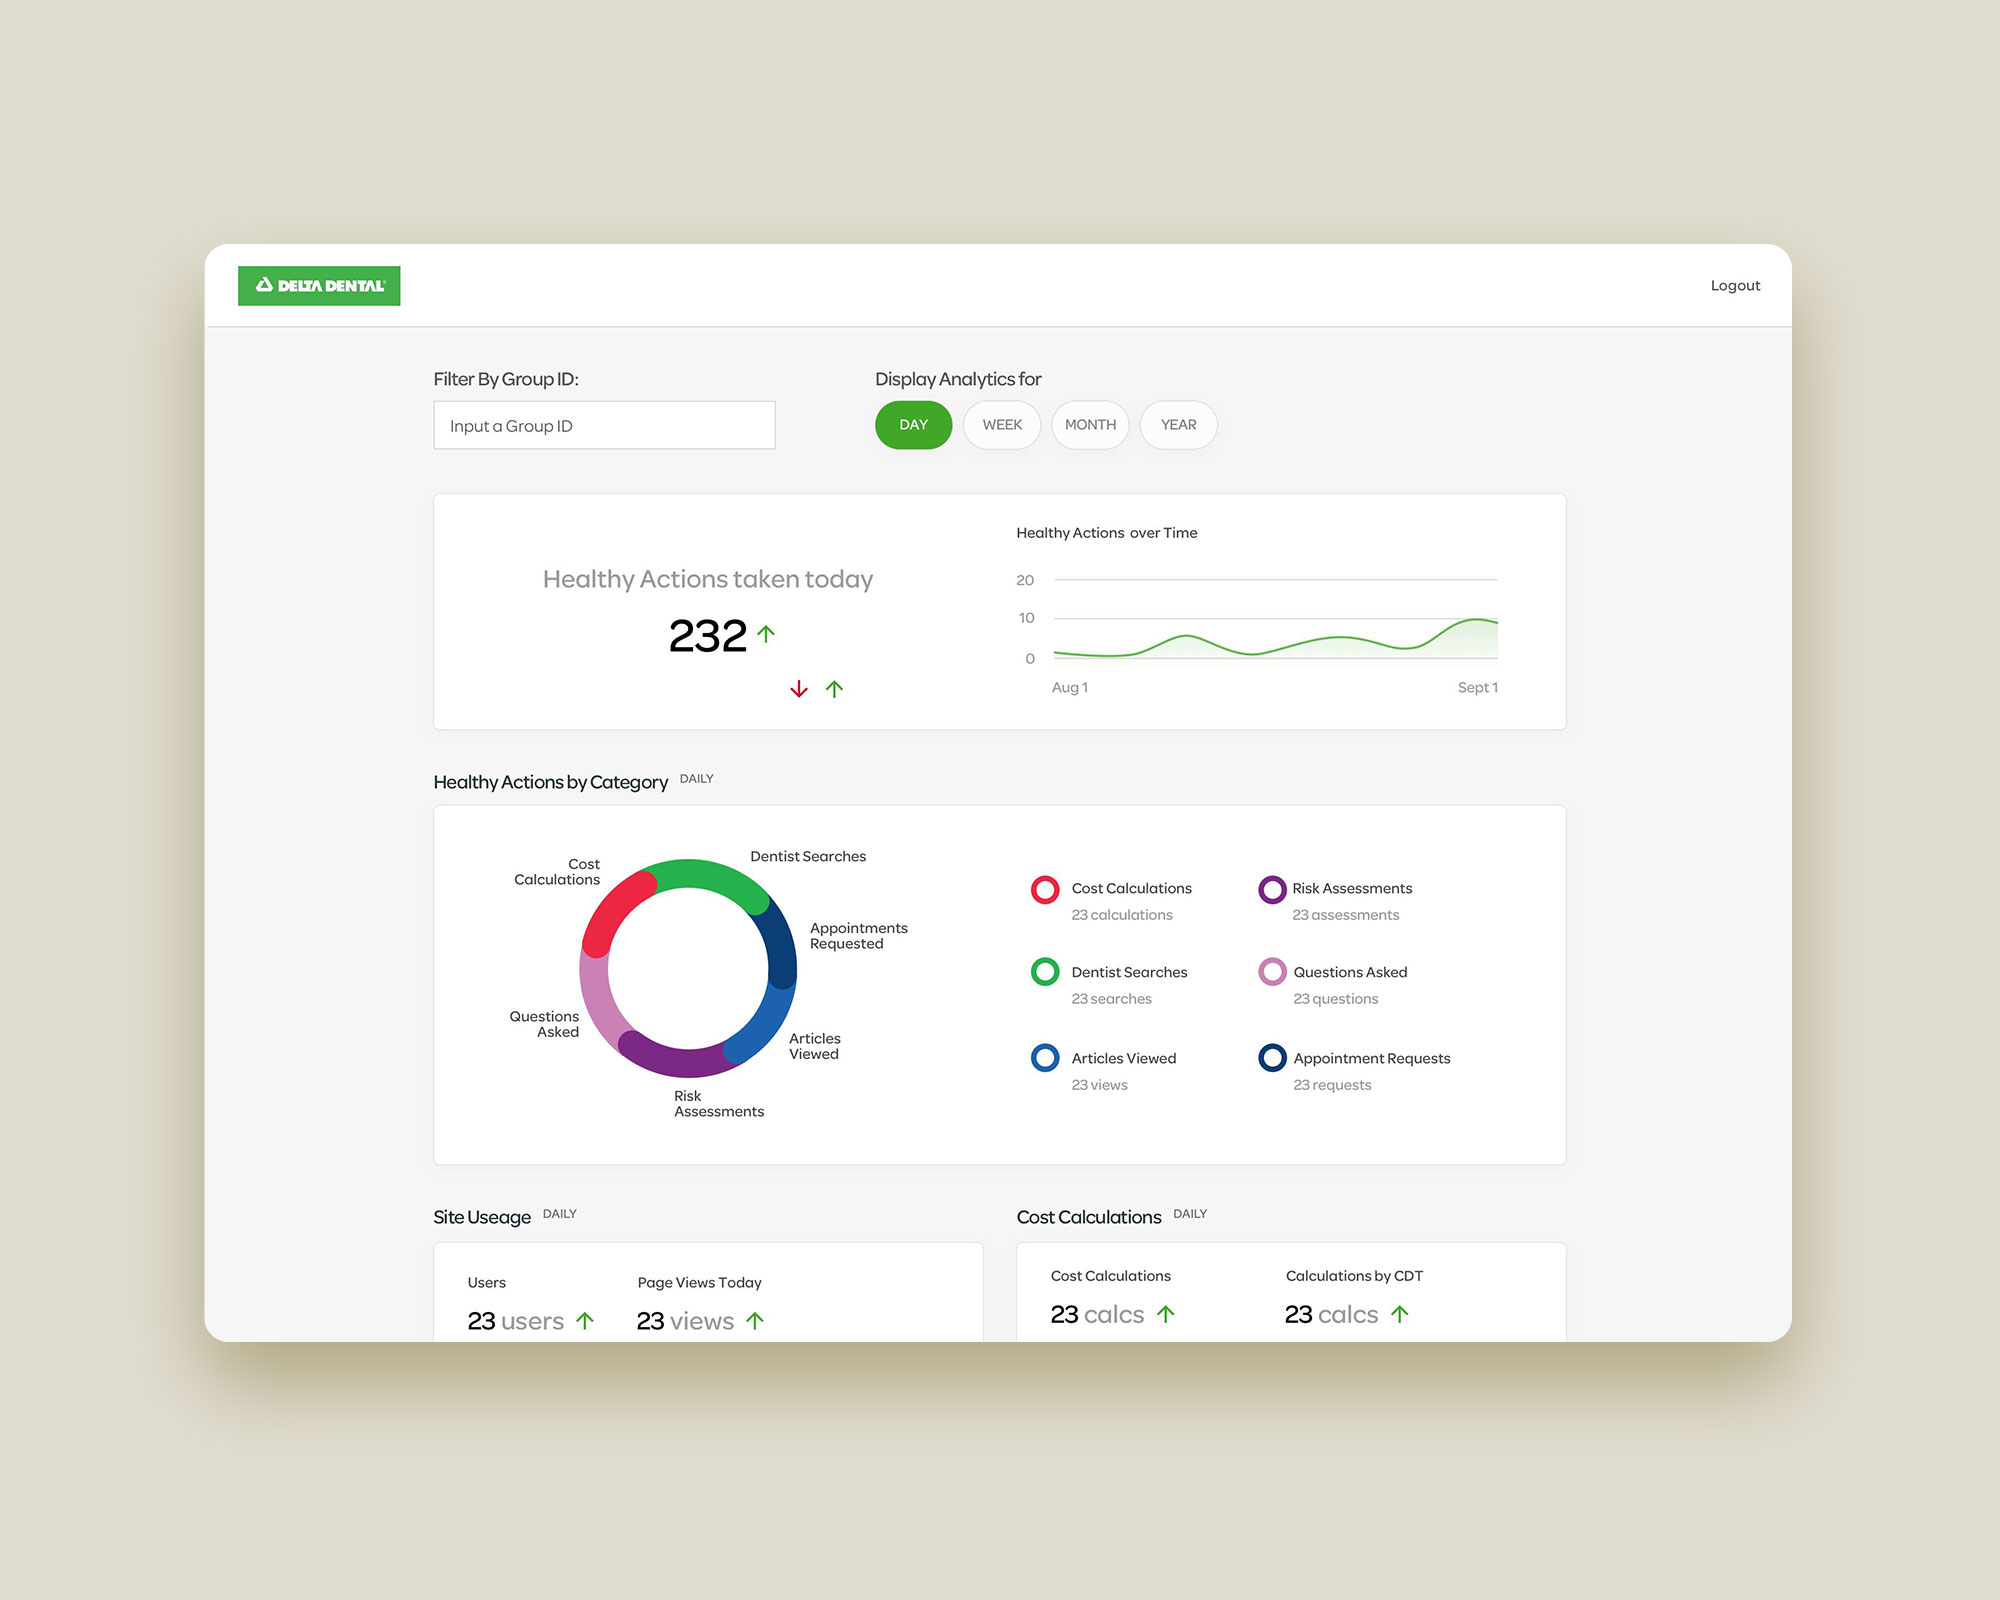 DELTA DENTAL
Logout
Filter By Group ID:
Input a Group ID
Display Analytics for
DAY
WEEK
MONTH
YEAR
Healthy Actions taken today
232
Healthy Actions over Time
20
10
0
Aug 1
Sept 1
Healthy Actions by Category DAILY
Cost
Calculations
Dentist Searches
Appointments
Requested
Articles
Viewed
Risk
Assessments
Questions
Asked
Cost Calculations
23 calculations
Risk Assessments
23 assessments
Dentist Searches
23 searches
Questions Asked
23 questions
Articles Viewed
23 views
Appointment Requests
23 requests
Site Useage DAILY
Users
23 users
Page Views Today
23 views
Cost Calculations DAILY
Cost Calculations
23 calcs
Calculations by CDT
23 calcs